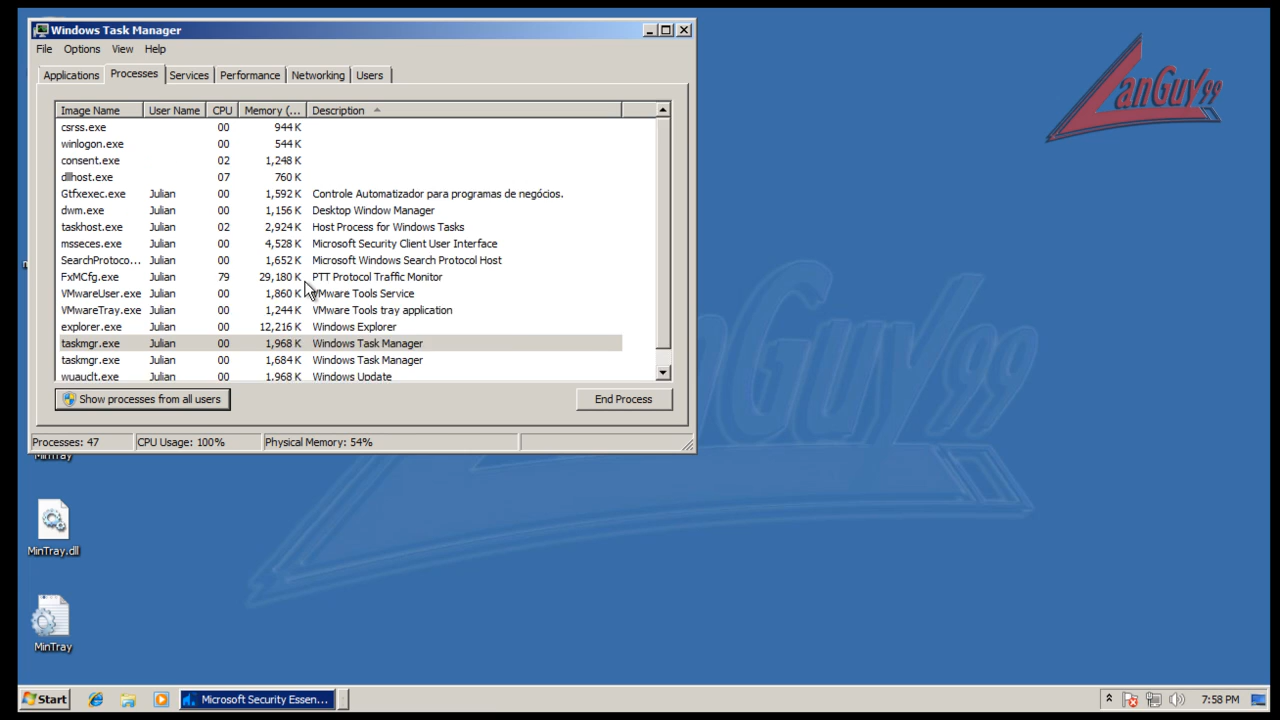 Windows Task Manager
File Options View Help
Applications Processes Services Performance Networking Users
Image Name User Name CPU Memory (... Description
csrss.exe 00 944 K
winlogon.exe 00 544 K
consent.exe 02 1,248 K
dllhost.exe 07 760 K
Gtfxexec.exe Julian 00 1,592 K Controle Automatizador para programas de negócios.
dwm.exe Julian 00 1,156 K Desktop Window Manager
taskhost.exe Julian 02 2,924 K Host Process for Windows Tasks
msseces.exe Julian 00 4,528 K Microsoft Security Client User Interface
SearchProtoco... Julian 00 1,652 K Microsoft Windows Search Protocol Host
FxMCfg.exe Julian 79 29,180 K PTT Protocol Traffic Monitor
VMwareUser.exe Julian 00 1,860 K VMware Tools Service
VMwareTray.exe Julian 00 1,244 K VMware Tools tray application
explorer.exe Julian 00 12,216 K Windows Explorer
taskmgr.exe Julian 00 1,968 K Windows Task Manager
taskmgr.exe Julian 00 1,684 K Windows Task Manager
wuauclt.exe Julian 00 1,968 K Windows Update
Show processes from all users End Process
Processes: 47 CPU Usage: 100% Physical Memory: 54%
LanGuy99
LanGuy99
MinTray
MinTray.dll
MinTray
Start Microsoft Security Essen... 7:58 PM